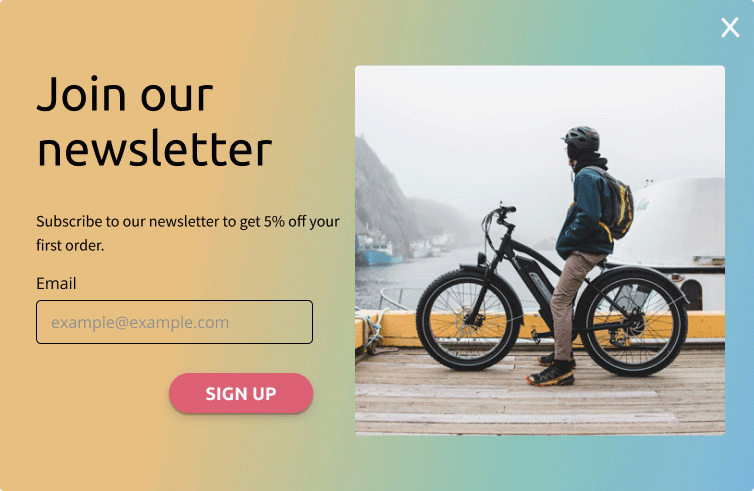 Join our
newsletter
Subscribe to our newsletter to get 5% off your
first order.
Email
example@example.com
SIGN UP